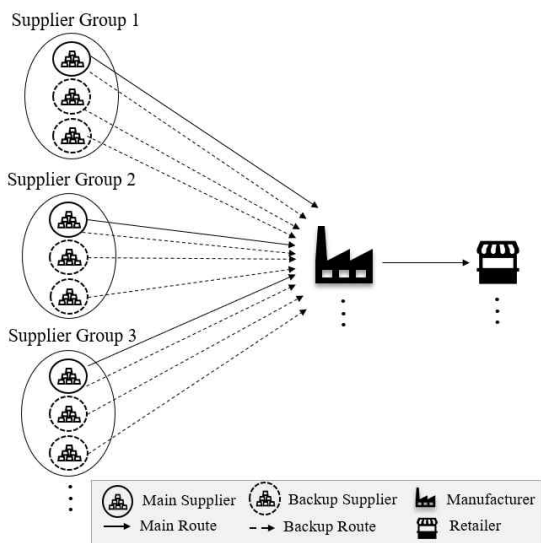 Supplier Group 1
Supplier Group 2
Supplier Group 3
Main Supplier
Backup Supplier
Manufacturer
Main Route
Backup Route
Retailer